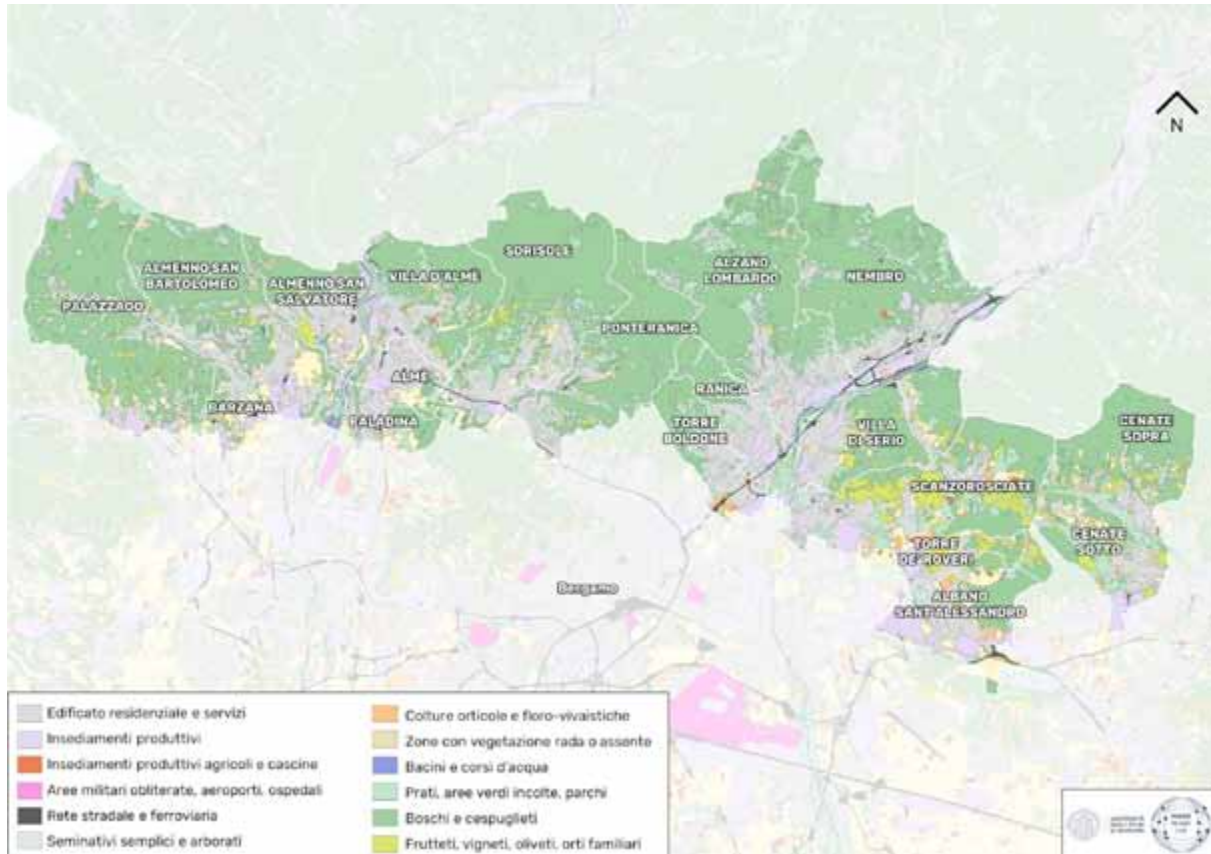 N
SORISOLE
ALMENNO SAN
BARTOLOMEO
ALMENNO SAN
SALVATORE
VILLA D'ALMÈ
ALZANO
LOMBARDO
NEMBRO
PALAZZAGO
PONTERANICA
ALMÈ
RANICA
BARZANA
PALADINA
TORRE
BOLDONE
VILLA
DI SERIO
CENATE
SOPRA
SCANZOROSCIATE
TORRE
DE' ROVERI
CENATE
SOTTO
Bergamo
ALBANO
SANT'ALESSANDRO
Edificato residenziale e servizi
Insediamenti produttivi
Insediamenti produttivi agricoli e cascine
Aree militari obliterate, aeroporti, ospedali
Rete stradale e ferroviaria
Seminativi semplici e arborati
Colture orticole e floro-vivaistiche
Zone con vegetazione rada o assente
Bacini e corsi d'acqua
Prati, aree verdi incolte, parchi
Boschi e cespuglieti
Frutteti, vigneti, oliveti, orti familiari